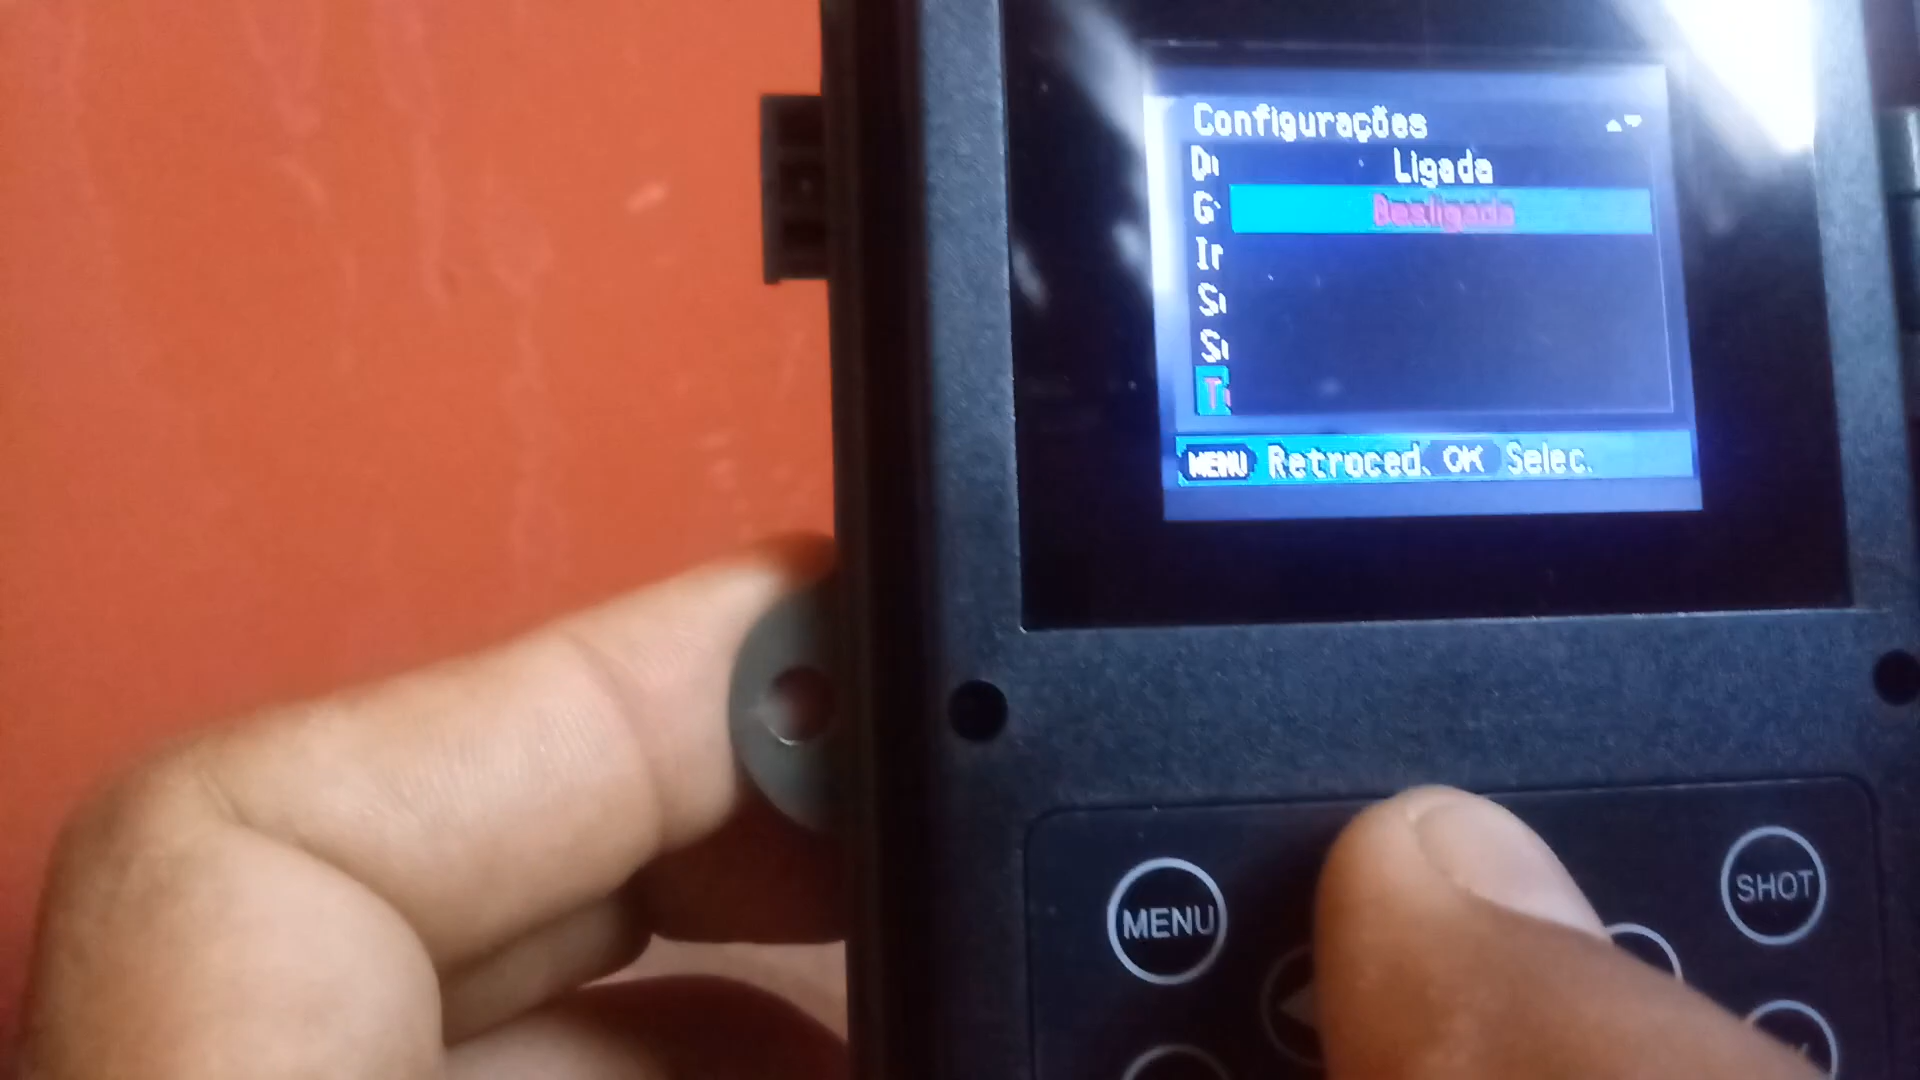 Configurações
Ligada
Desligada
MENU Retroced. OK Selec.
SHOT
MENU